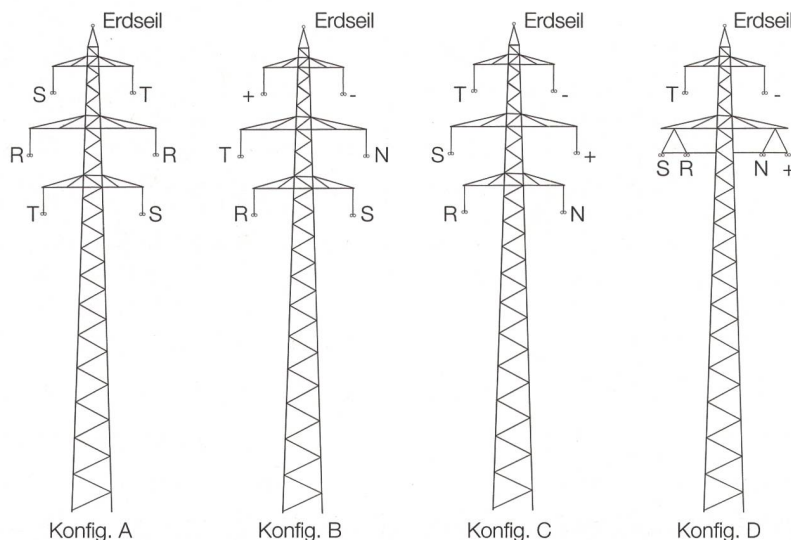 Erdseil Erdseil Erdseil Erdseil
S T + - T - T -
R R T N S + S R N +
T S R S R N
Konfig. A Konfig. B Konfig. C Konfig. D